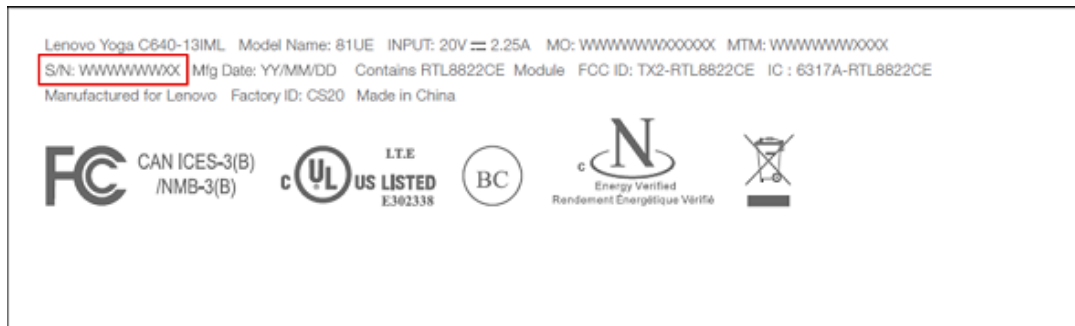 Lenovo Yoga C640-13IML Model Name: 81UE INPUT: 20V ⎓ 2.25A MO: WWWWWWXXXXXX MTM: WWWWWWXXXX
S/N: WWWWWWXX Mfg Date: YY/MM/DD Contains RTL8822CE Module FCC ID: TX2-RTL8822CE IC : 6317A-RTL8822CE
Manufactured for Lenovo Factory ID: CS20 Made in China
FC CAN ICES-3(B)
/NMB-3(B)
C UL US LISTED
I.T.E
E302338
BC
c N
Energy Verified
Rendement Énergétique Vérifié